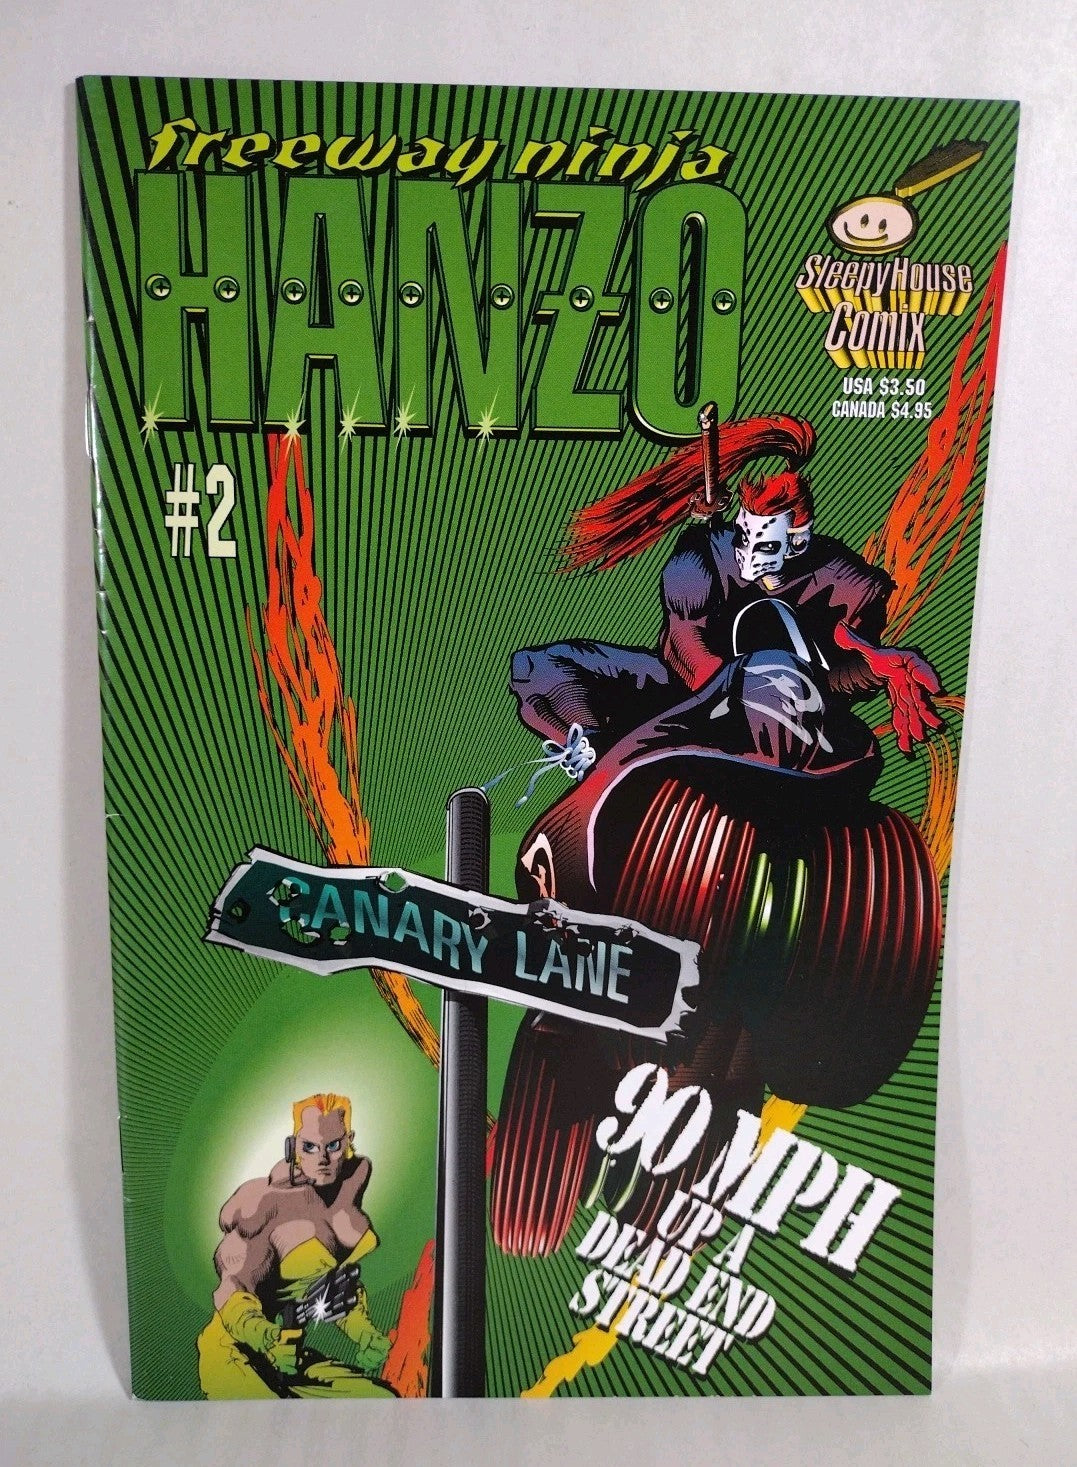 freeway ninja
HANZO
SleepyHouse
Comix
USA $3.50
CANADA $4.95
#2
CANARY LANE
90 MPH
UP A
DEAD END
STREET